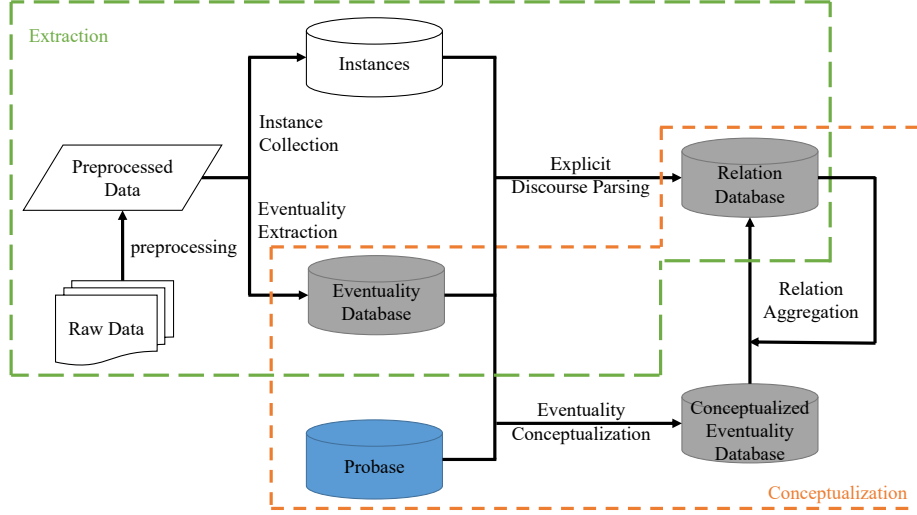 Extraction
Instances
Instance
Collection
Preprocessed
Data
Explicit
Discourse Parsing
Relation
Database
Eventuality
Extraction
preprocessing
Eventuality
Database
Raw Data
Relation
Aggregation
Eventuality
Conceptualization
Conceptualized
Eventuality
Database
Probase
Conceptualization